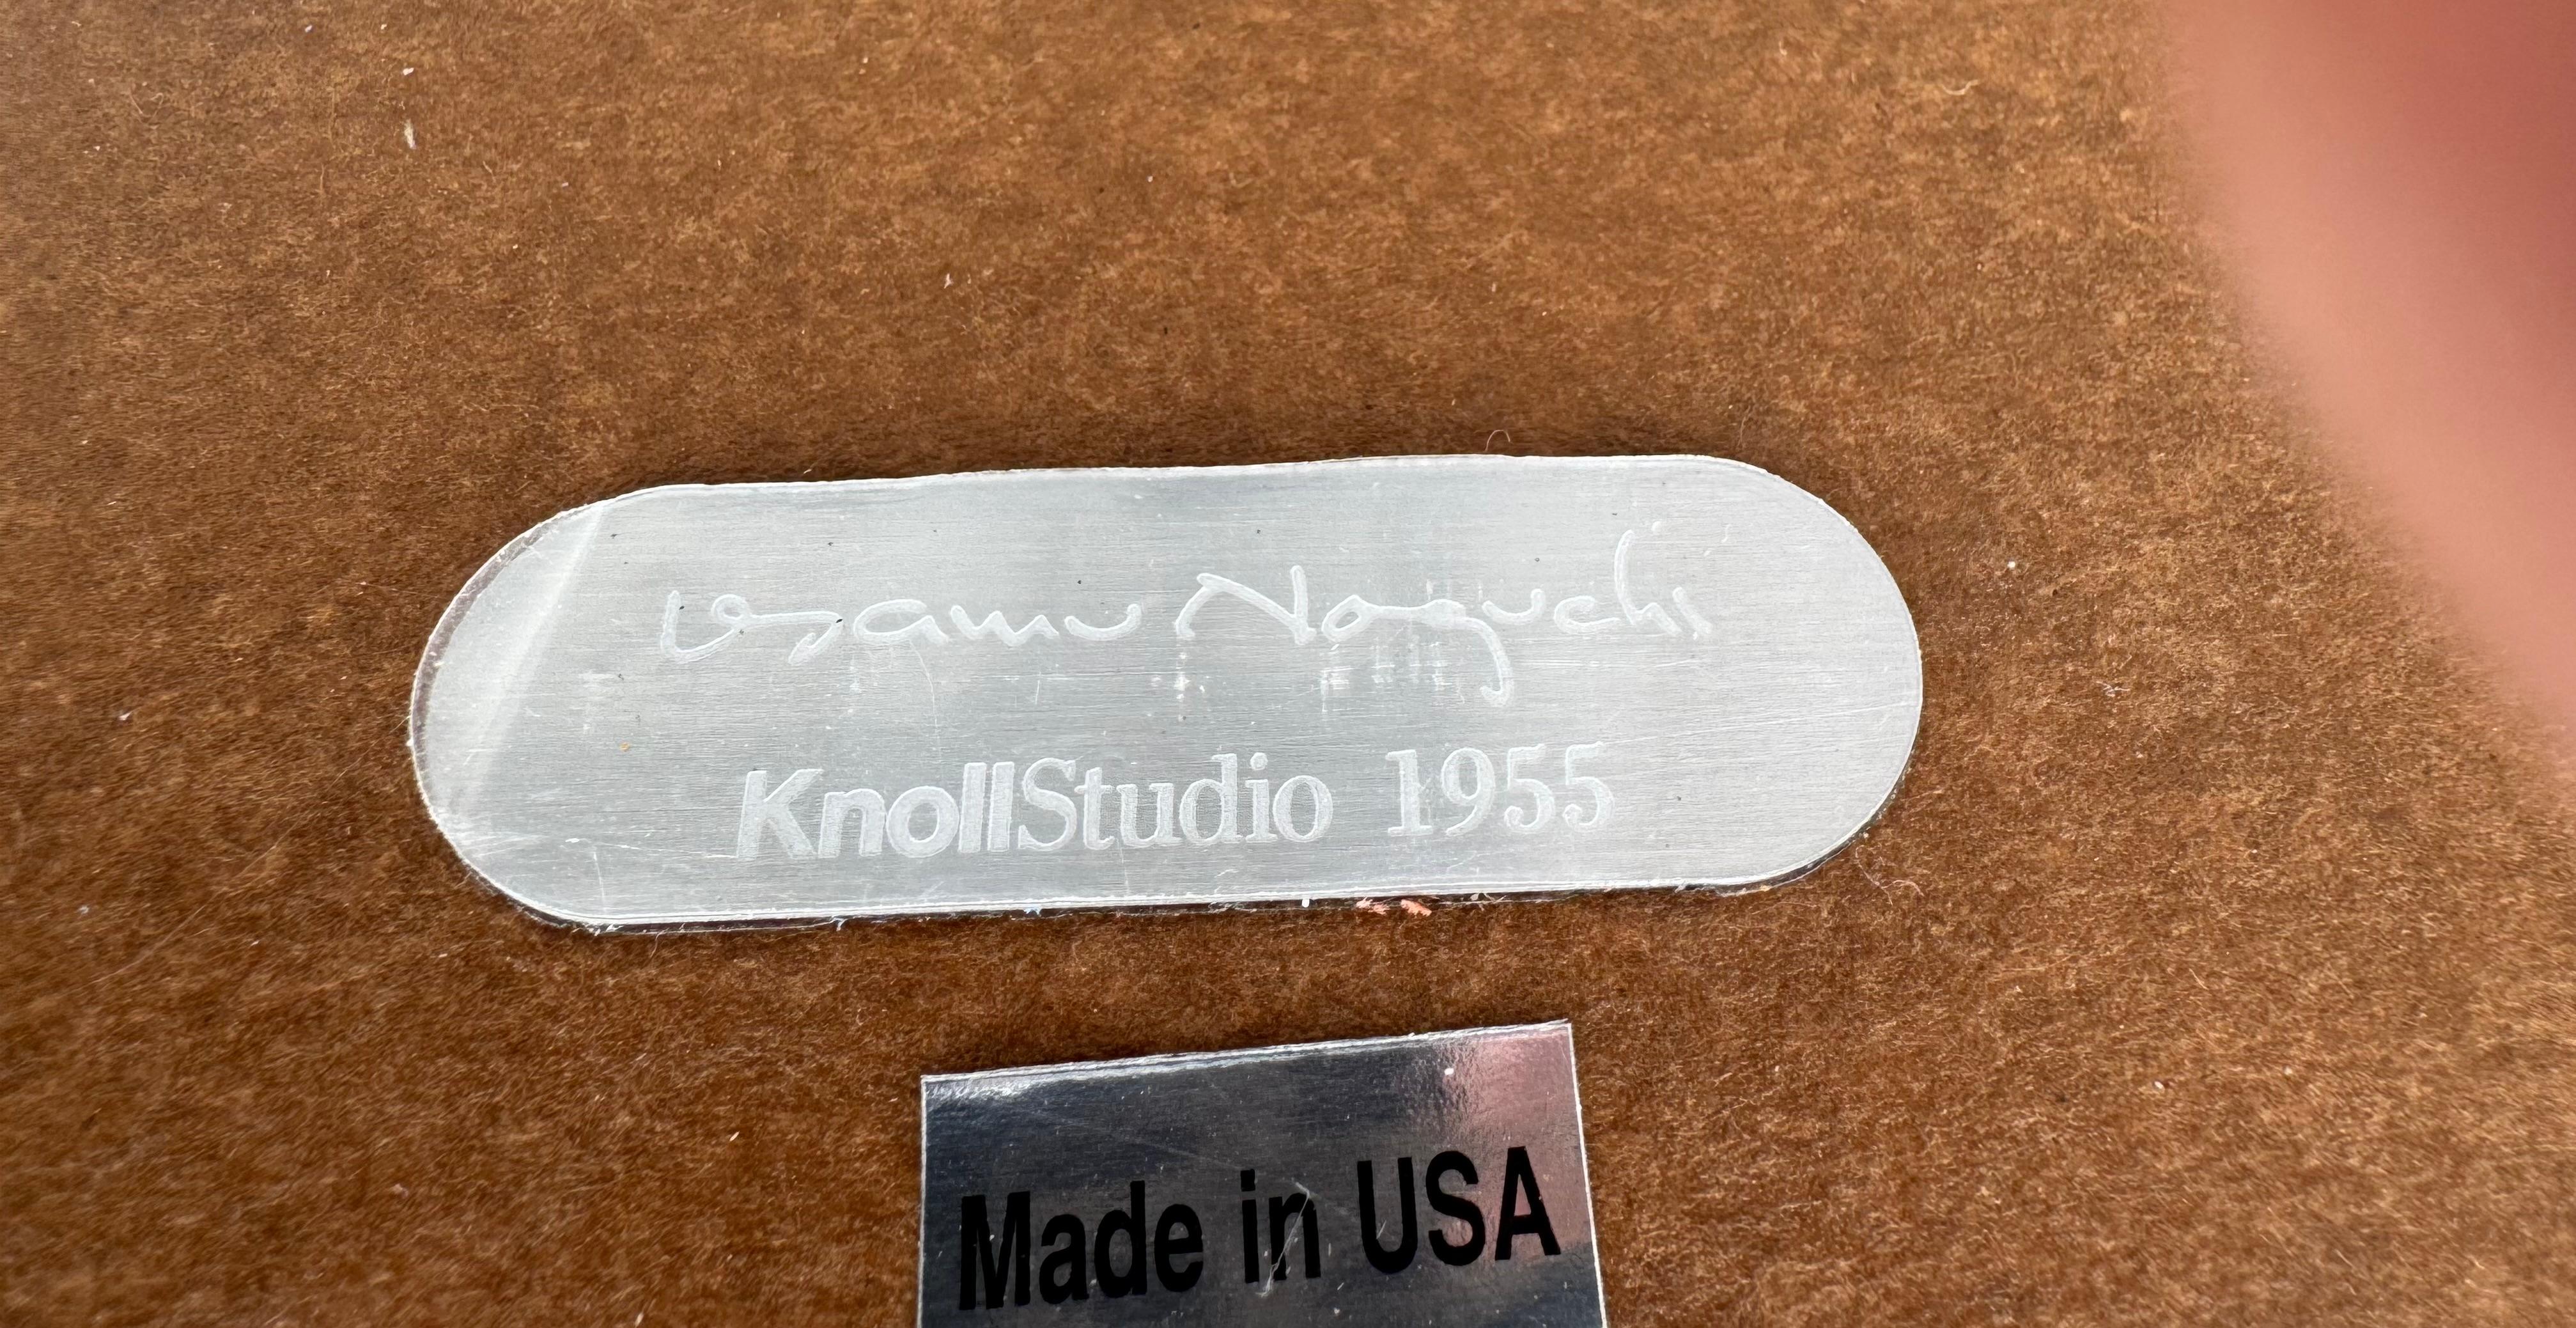 Isamu Noguchi
KnollStudio 1955
Made in USA